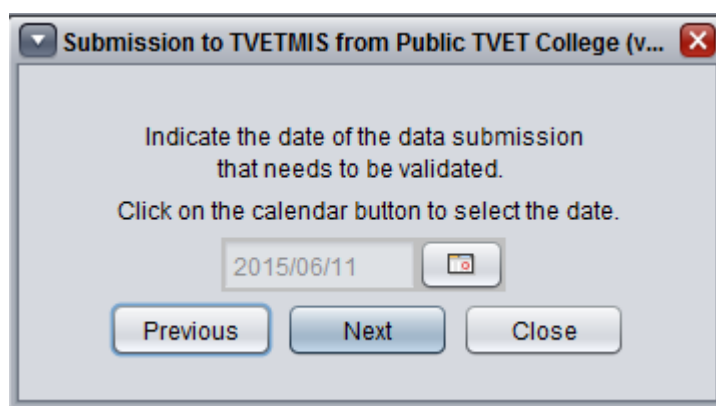 Submission to TVETMIS from Public TVET College (v...
Indicate the date of the data submission
that needs to be validated.
Click on the calendar button to select the date.
2015/06/11
Previous Next Close